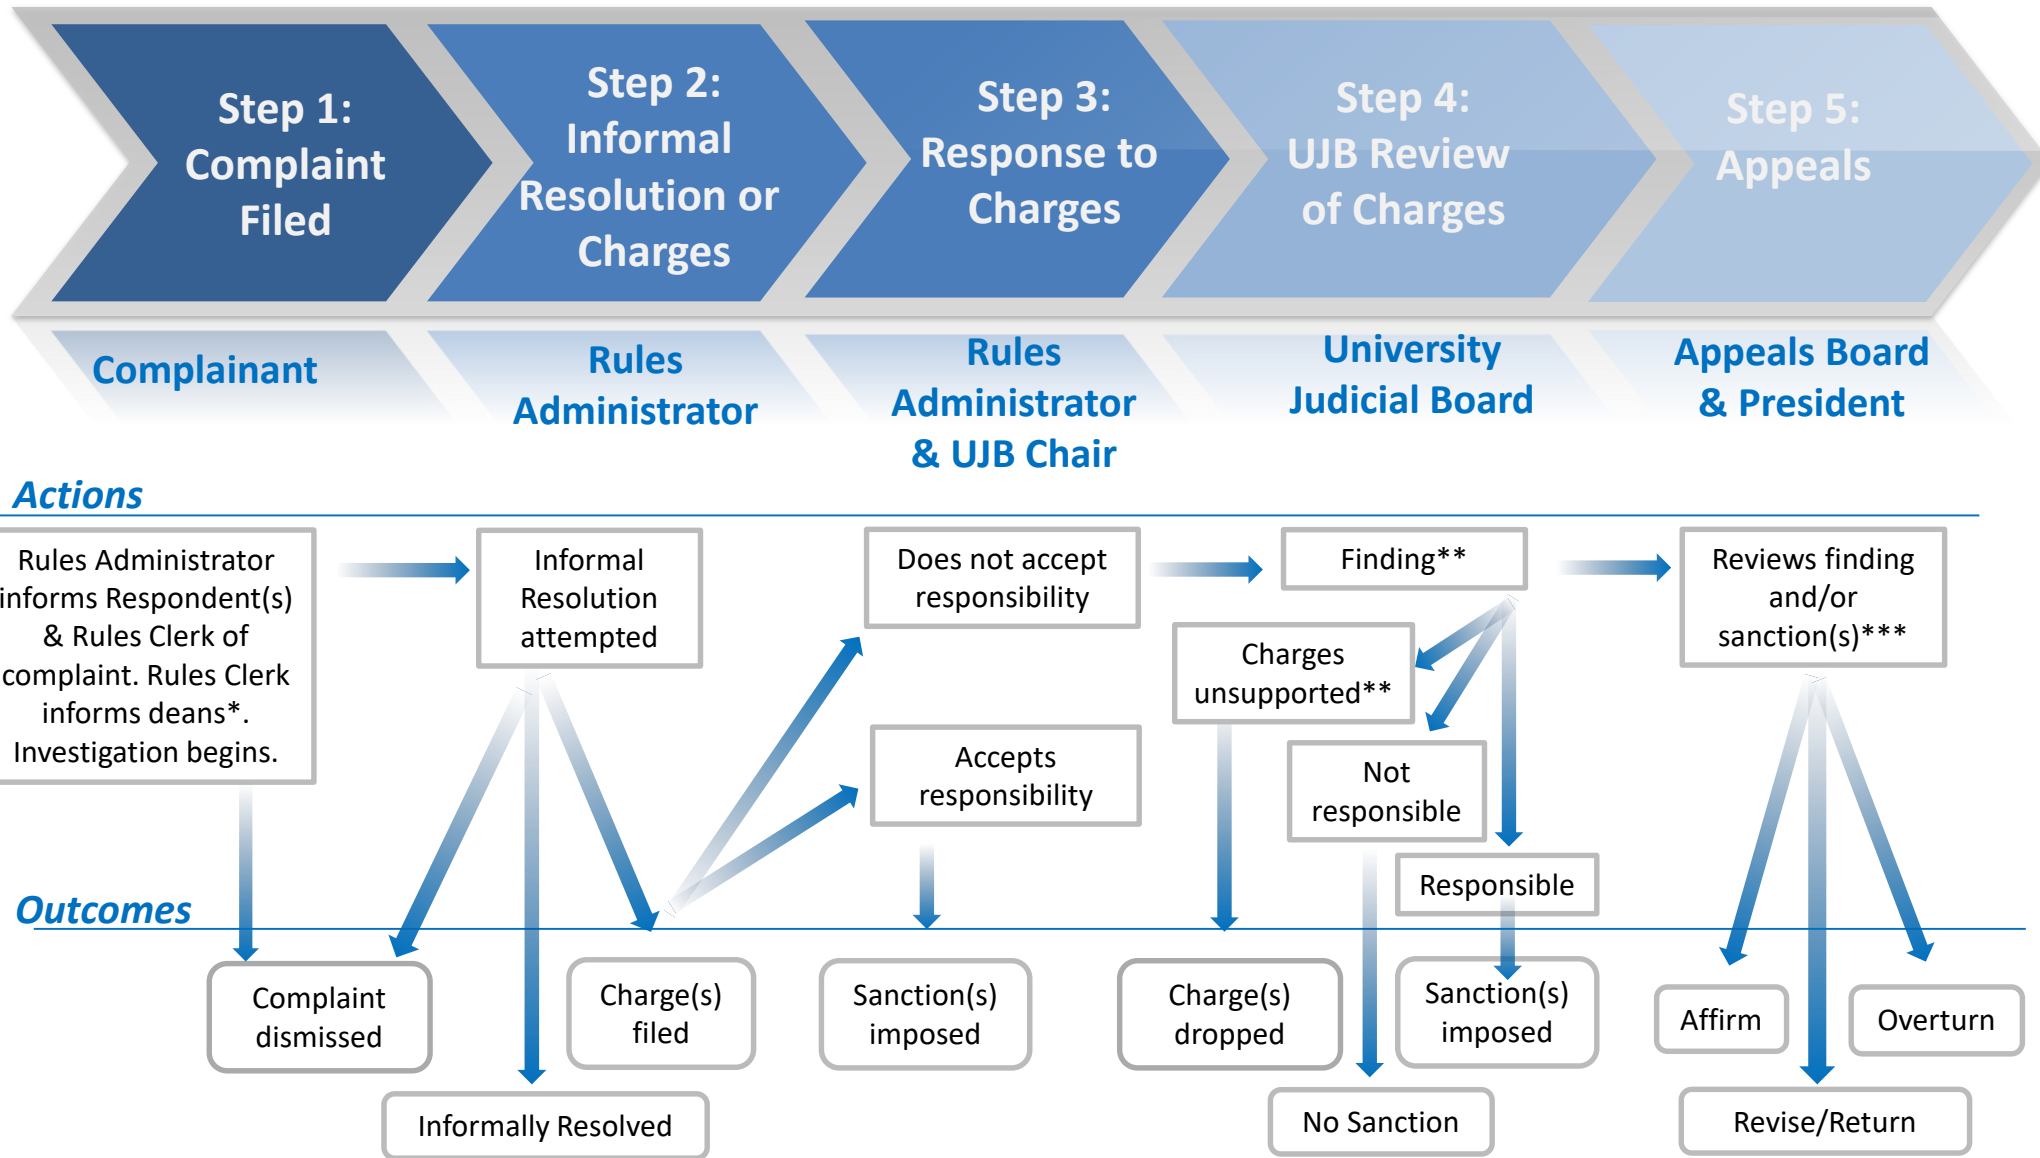 Step 1:
Complaint
Filed
Step 2:
Informal
Resolution or
Charges
Step 3:
Response to
Charges
Step 4:
UJB Review
of Charges
Step 5:
Appeals
Complainant
Rules
Administrator
Rules
Administrator
& UJB Chair
University
Judicial Board
Appeals Board
& President
Actions
Rules Administrator
informs Respondent(s)
& Rules Clerk of
complaint. Rules Clerk
informs deans*.
Investigation begins.
Informal
Resolution
attempted
Does not accept
responsibility
Accepts
responsibility
Finding**
Charges
unsupported**
Not
responsible
Responsible
Reviews finding
and/or
sanction(s)***
Outcomes
Complaint
dismissed
Informally Resolved
Charge(s)
filed
Sanction(s)
imposed
Charge(s)
dropped
No Sanction
Sanction(s)
imposed
Affirm
Revise/Return
Overturn